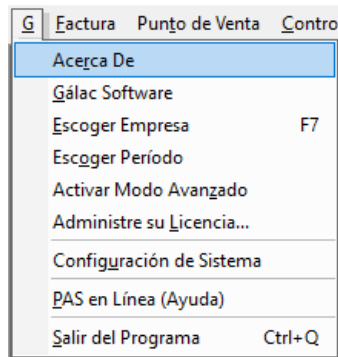 G Factura Punto de Venta Contro
Acerca De
Gálac Software
Escoger Empresa F7
Escoger Período
Activar Modo Avanzado
Administre su Licencia...
Configuración de Sistema
PAS en Línea (Ayuda)
Salir del Programa Ctrl+Q